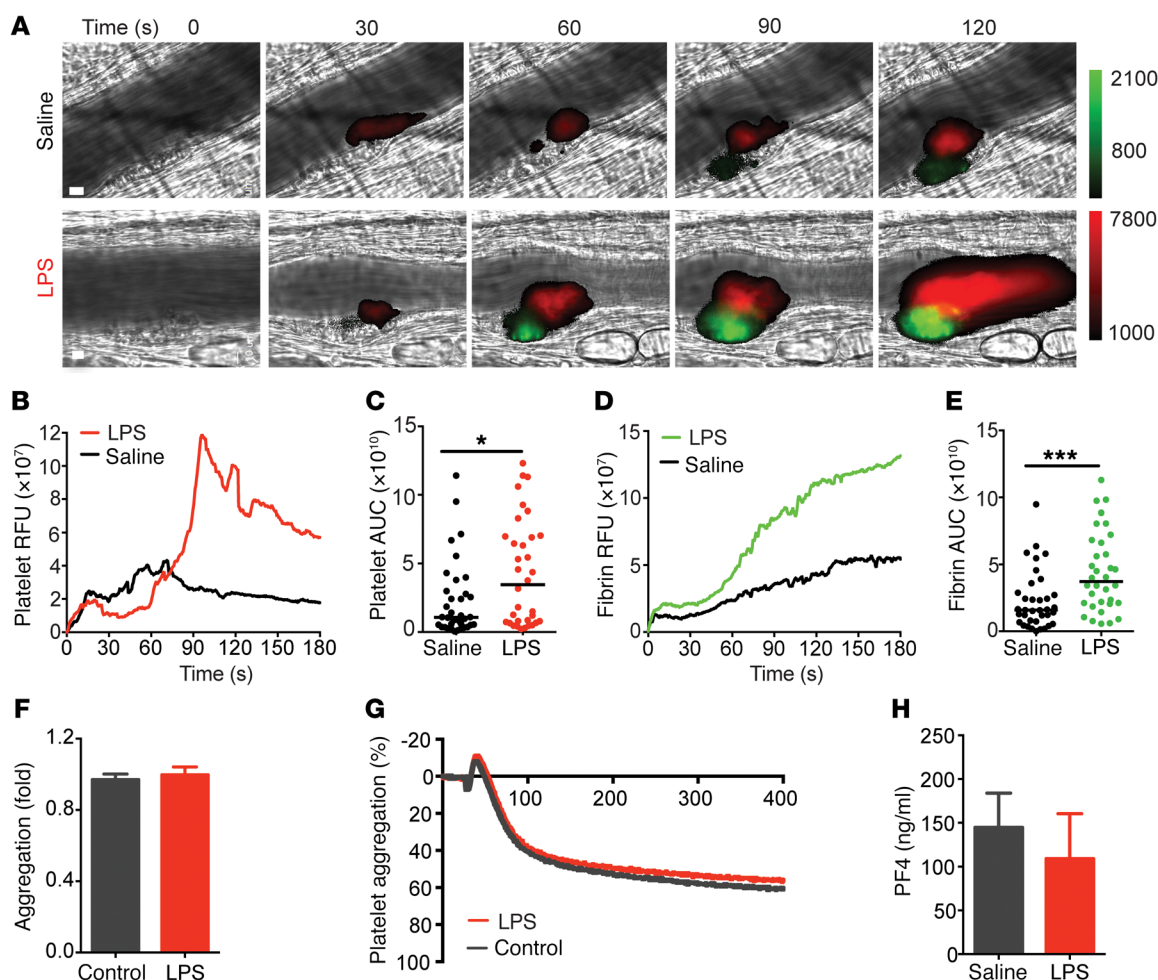 A
Time (s) 0 30 60 90 120
Saline
2100
800
LPS
7800
1000
B
Platelet RFU (×10⁷)
12
10
8
6
4
2
0
LPS
Saline
0 30 60 90 120 150 180
Time (s)
C
Platelet AUC (×10¹⁰)
15
10
5
0
*
Saline LPS
D
Fibrin RFU (×10⁷)
15
10
5
0
LPS
Saline
0 30 60 90 120 150 180
Time (s)
E
Fibrin AUC (×10¹⁰)
15
10
5
0
***
Saline LPS
F
Aggregation (fold)
1.2
0.8
0.4
0.0
Control LPS
G
Platelet aggregation (%)
-20
0
20
40
60
80
100
100 200 300 400
LPS
Control
H
PF4 (ng/ml)
250
200
150
100
50
0
Saline LPS